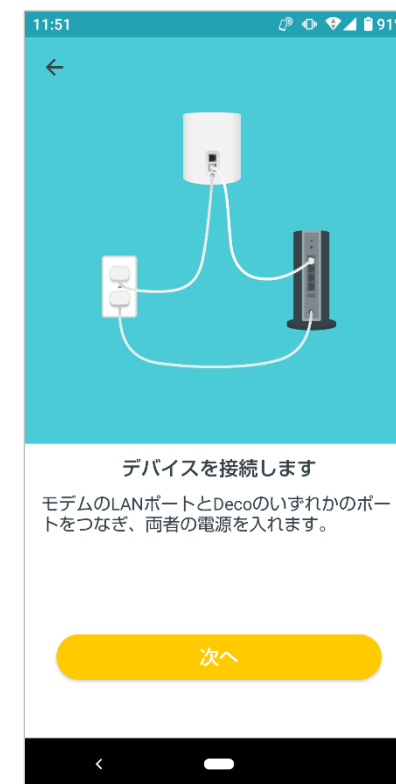 11:51
91%
デバイスを接続します
モデムのLANポートとDecoのいずれかのポー
トをつなぎ、両者の電源を入れます。
次へ